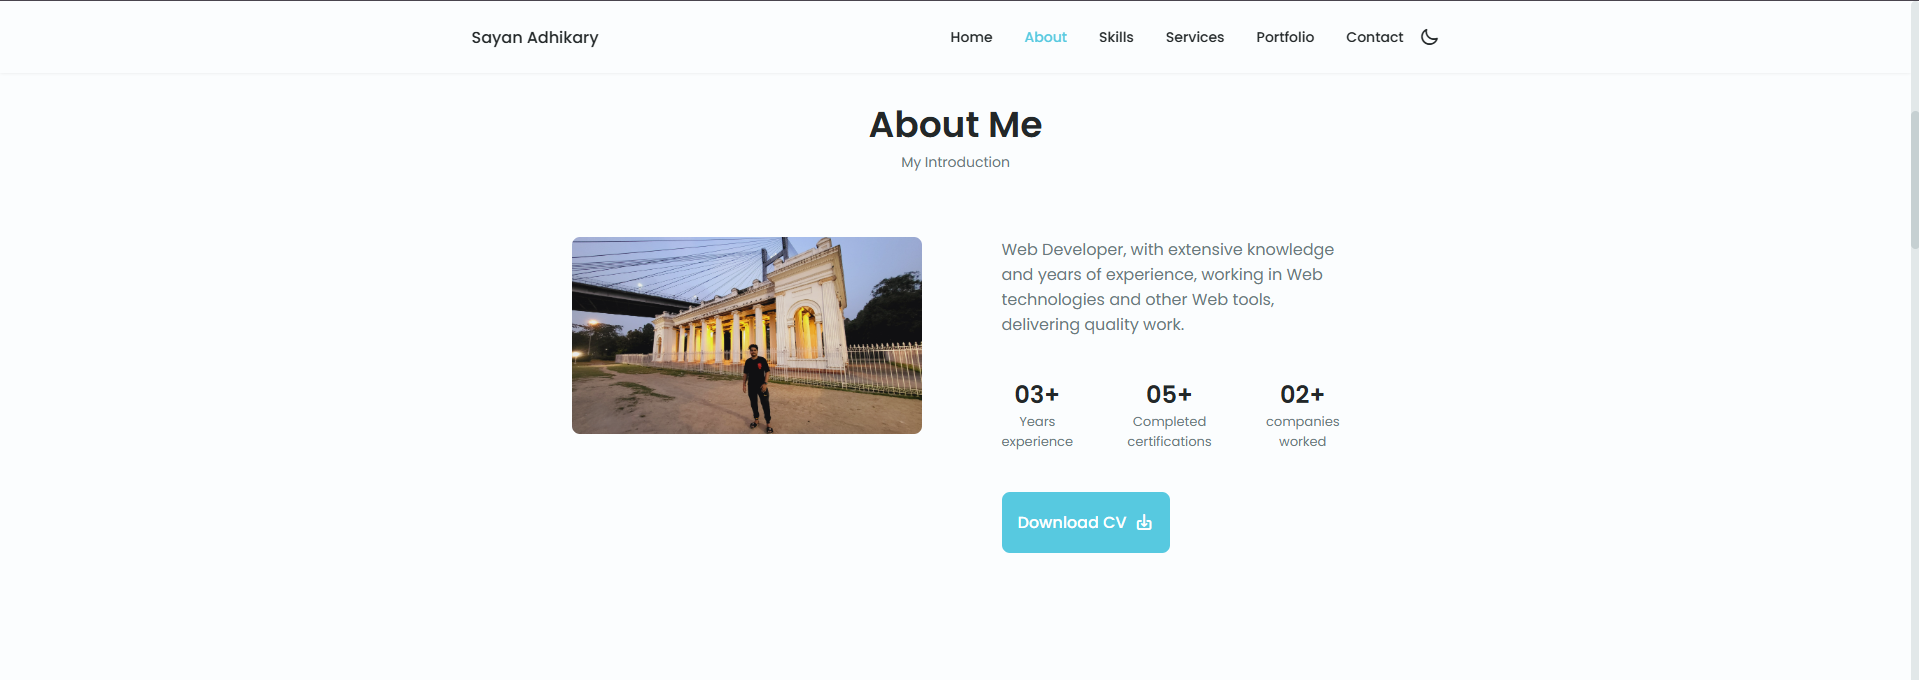 Sayan Adhikary
Home About Skills Services Portfolio Contact
About Me
My Introduction
Web Developer, with extensive knowledge
and years of experience, working in Web
technologies and other Web tools,
delivering quality work.
03+ 05+ 02+
Years Completed companies
experience certifications worked
Download CV